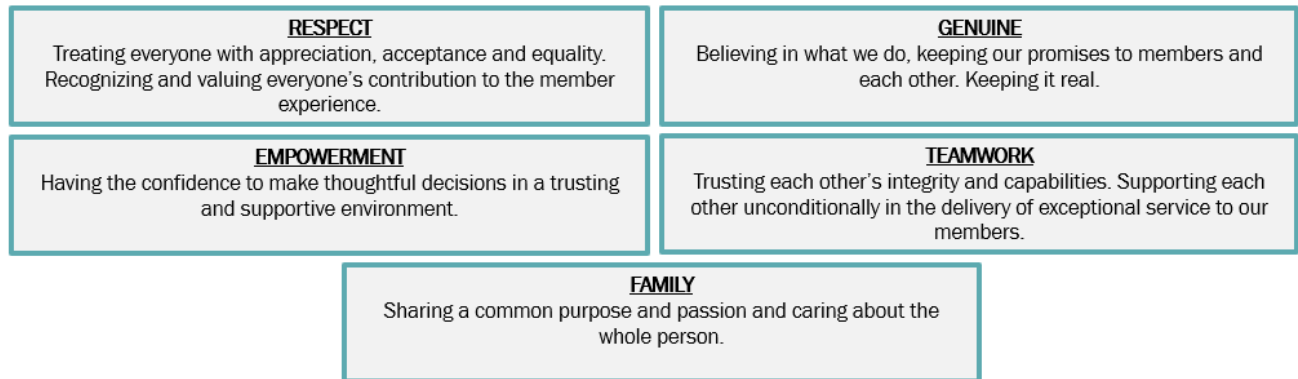 RESPECT
Treating everyone with appreciation, acceptance and equality.
Recognizing and valuing everyone's contribution to the member
experience.
GENUINE
Believing in what we do, keeping our promises to members and
each other. Keeping it real.
EMPOWERMENT
Having the confidence to make thoughtful decisions in a trusting
and supportive environment.
TEAMWORK
Trusting each other's integrity and capabilities. Supporting each
other unconditionally in the delivery of exceptional service to our
members.
FAMILY
Sharing a common purpose and passion and caring about the
whole person.